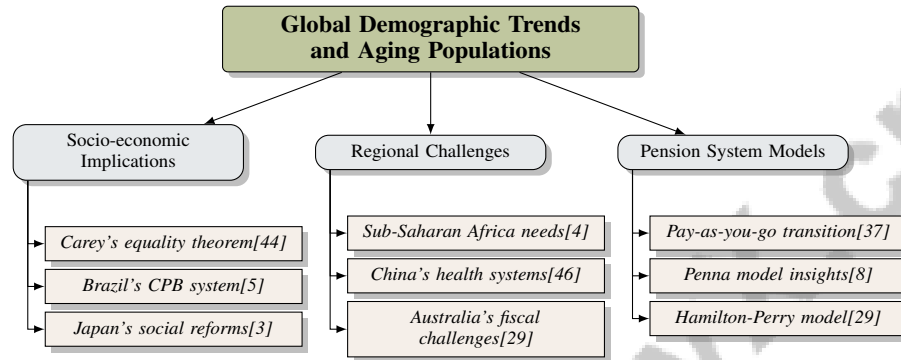 Global Demographic Trends
and Aging Populations
Socio-economic
Implications
Regional Challenges
Pension System Models
Carey's equality theorem[44]
Brazil's CPB system[5]
Japan's social reforms[3]
Sub-Saharan Africa needs[4]
China's health systems[46]
Australia's fiscal
challenges[29]
Pay-as-you-go transition[37]
Penna model insights[8]
Hamilton-Perry model[29]